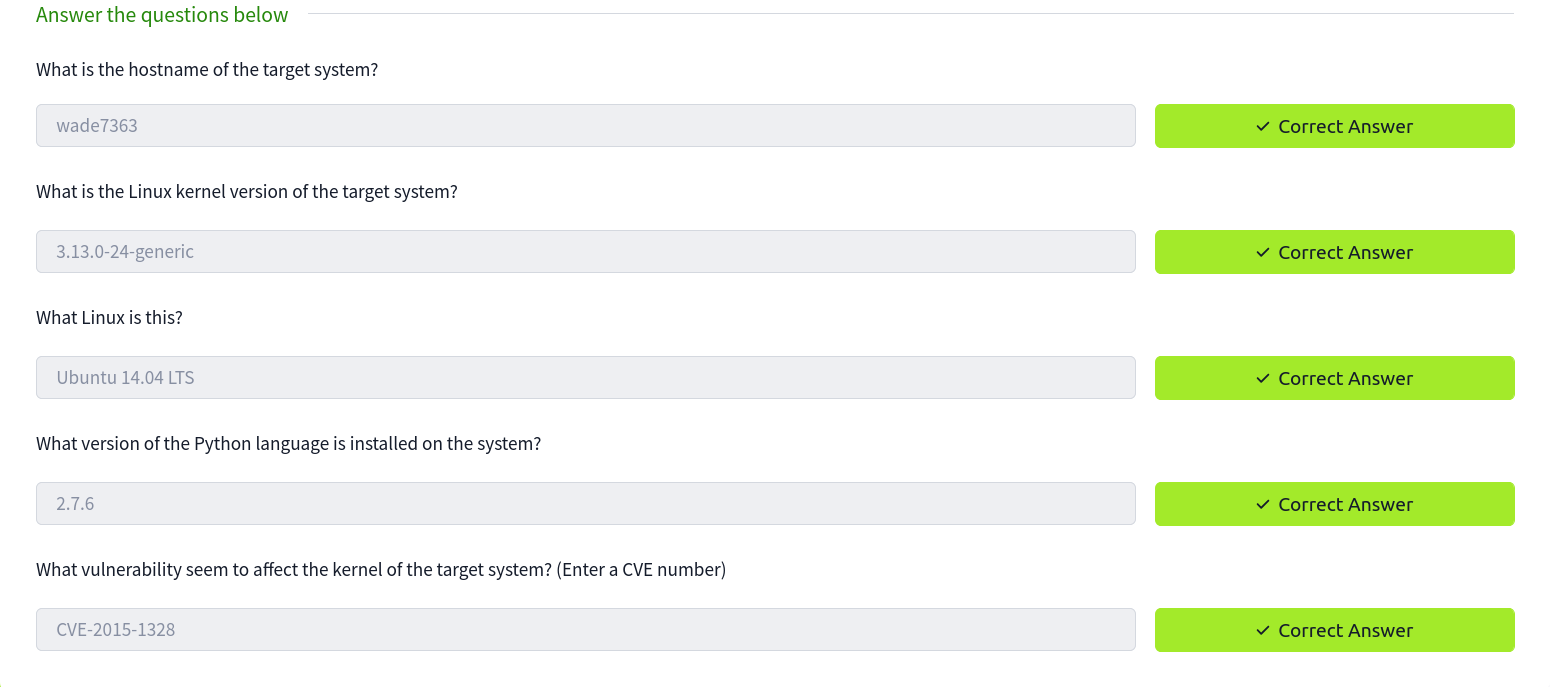 Answer the questions below
What is the hostname of the target system?
wade7363
✓ Correct Answer
What is the Linux kernel version of the target system?
3.13.0-24-generic
✓ Correct Answer
What Linux is this?
Ubuntu 14.04 LTS
✓ Correct Answer
What version of the Python language is installed on the system?
2.7.6
✓ Correct Answer
What vulnerability seem to affect the kernel of the target system? (Enter a CVE number)
CVE-2015-1328
✓ Correct Answer